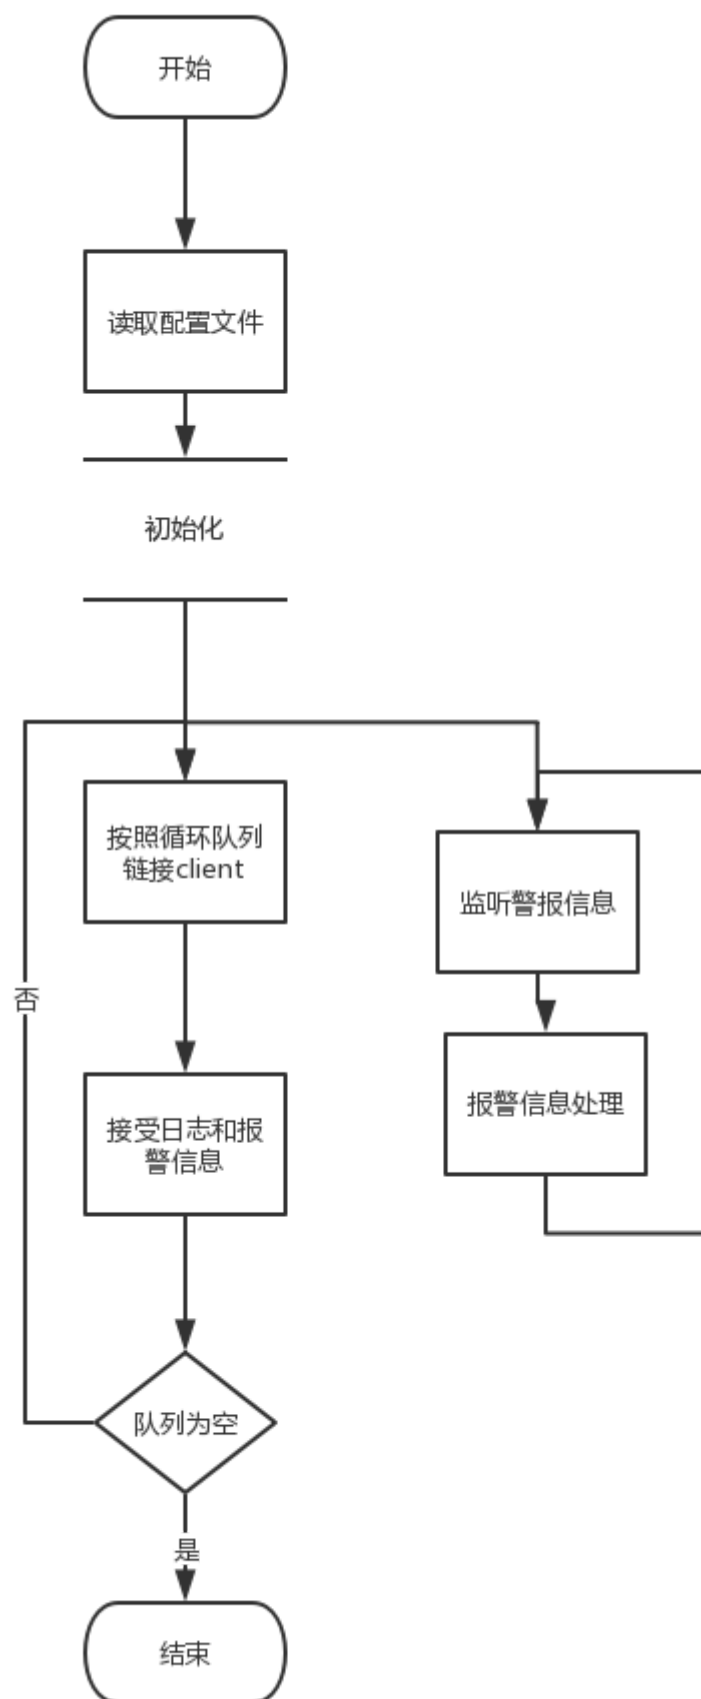 开始
读取配置文件
初始化
按照循环队列
链接client
监听警报信息
否
报警信息处理
接受日志和报
警信息
队列为空
是
结束